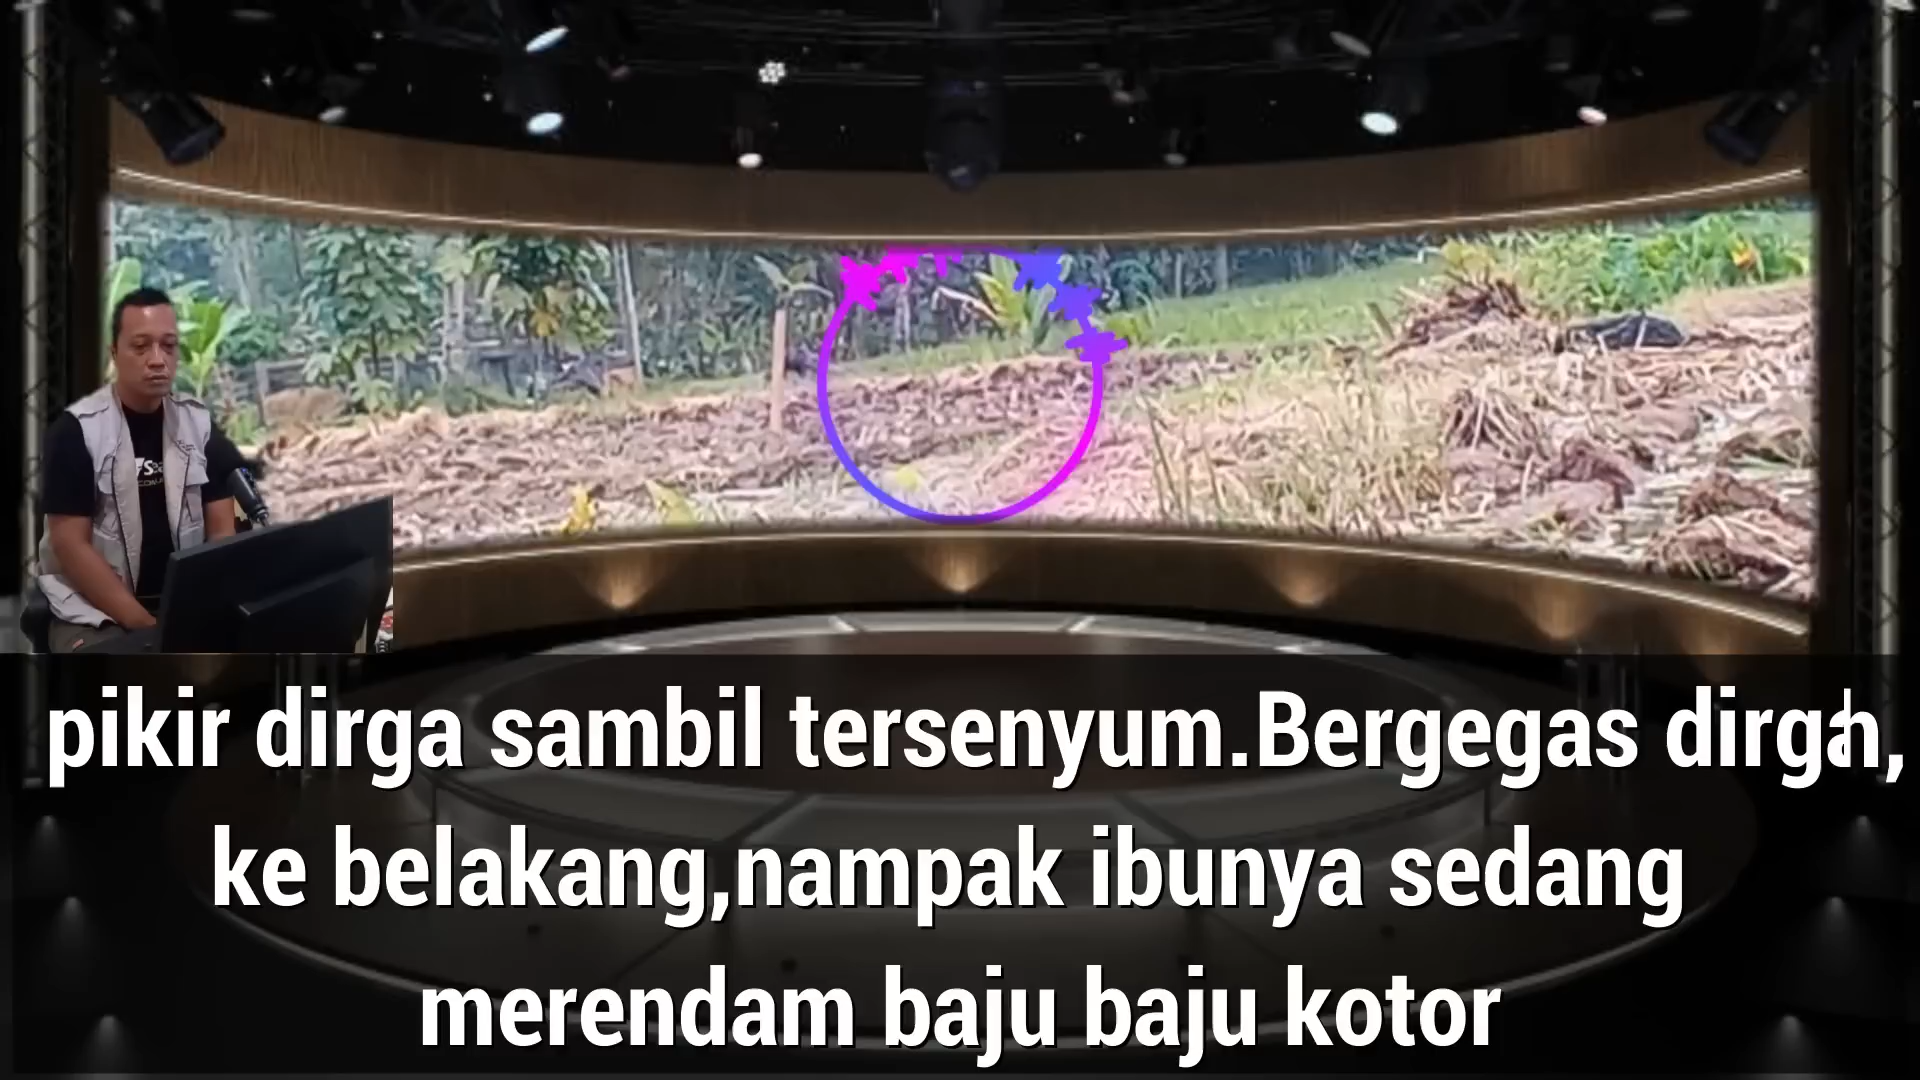 pikir dirga sambil tersenyum.Bergegas dirga,
ke belakang,nampak ibunya sedang
merendam baju baju kotor